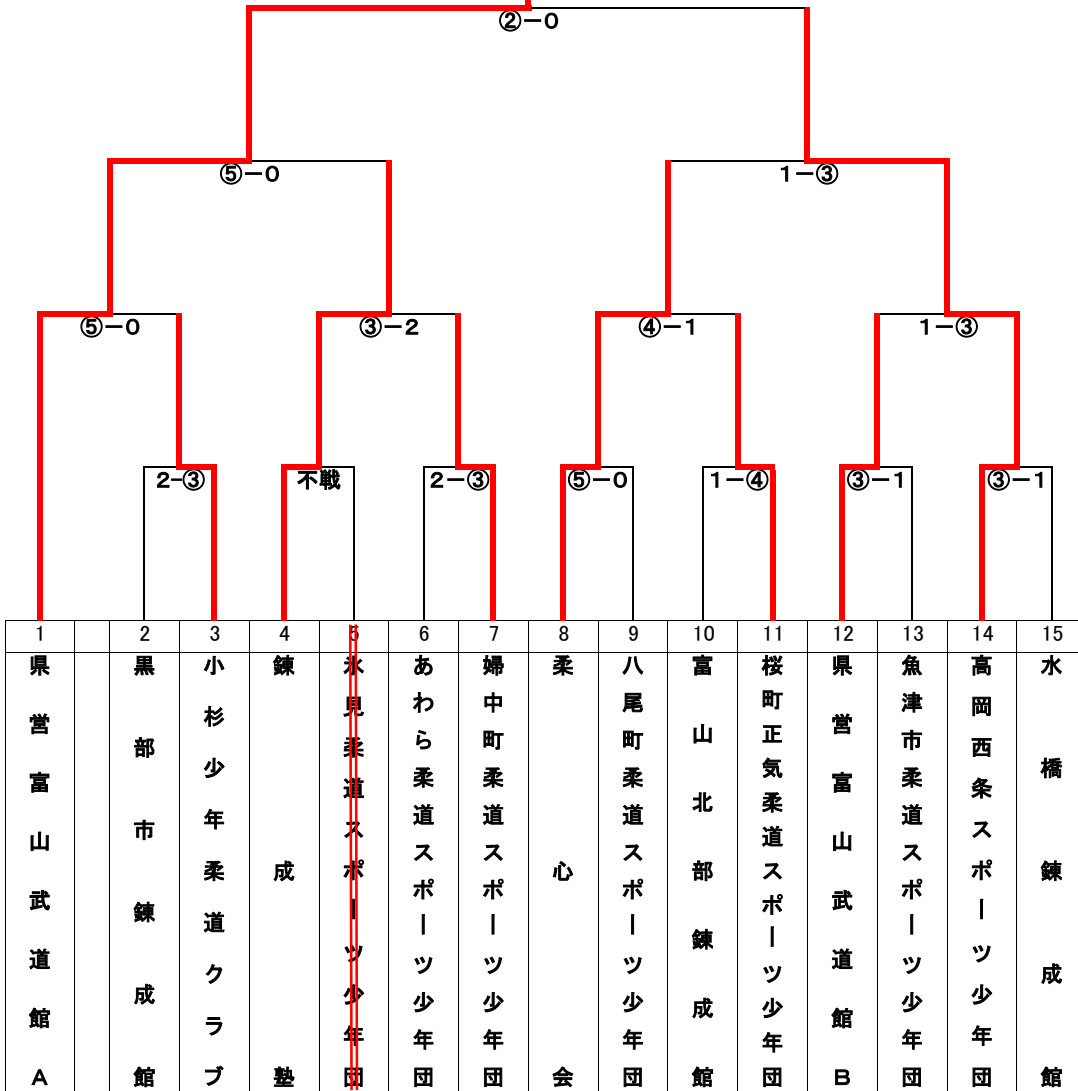 ②－0
⑤－0
1－③
⑤－0
③－2
④－1
1－③
2-③
不戦
2－③
⑤－0
1－④
③－1
③－1
1
2
3
4
5
6
7
8
9
10
11
12
13
14
15
県営富山武道館A
黒部市錬成館
小杉少年柔道クラブ
錬成塾
氷見柔道スポーツ少年団
あわら柔道スポーツ少年団
婦中町柔道スポーツ少年団
柔心会
八尾町柔道スポーツ少年団
富山北部錬成館
桜町正気柔道スポーツ少年団
県営富山武道館B
魚津市柔道スポーツ少年団
高岡西条スポーツ少年団
水橋錬成館